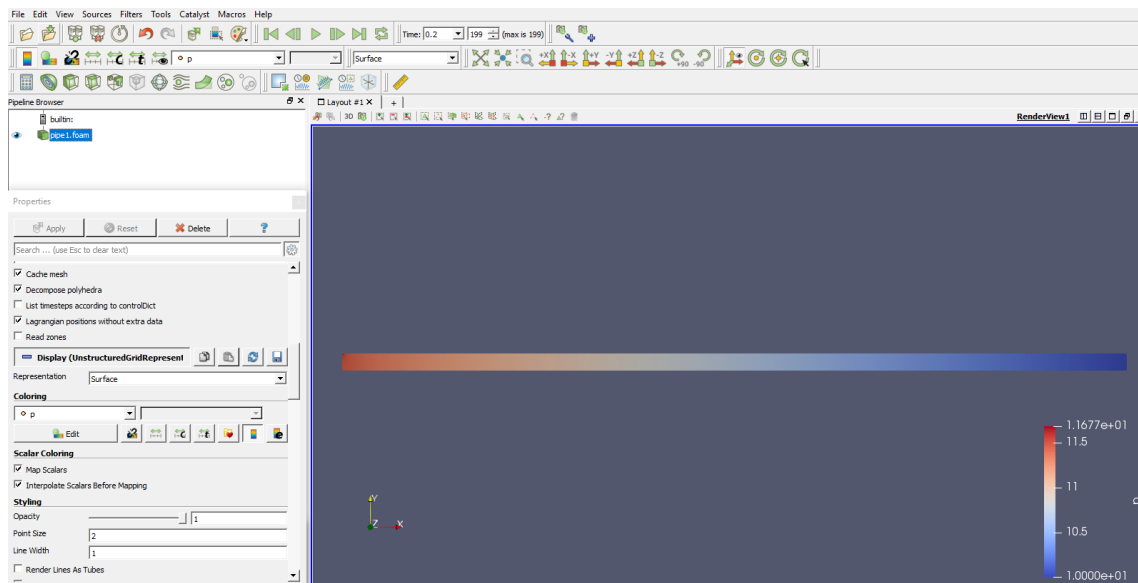 File Edit View Sources Filters Tools Catalyst Macros Help
Time: 0.2 199 (max is 199)
p Surface +X -X +Y -Y +Z -Z +90 -90
Pipeline Browser
builtin:
pipe1.foam
Layout #1 × +
3D RenderView1
Properties
Apply Reset Delete ?
Search ... (use Esc to clear text)
Cache mesh
Decompose polyhedra
List timesteps according to controlDict
Lagrangian positions without extra data
Read zones
Display (UnstructuredGridRepresent
Representation Surface
Coloring
p
Edit
Scalar Coloring
Map Scalars
Interpolate Scalars Before Mapping
Styling
Opacity 1
Point Size 2
Line Width 1
Render Lines As Tubes
Y
Z X
1.1677e+01
11.5
11
10.5
1.0000e+01